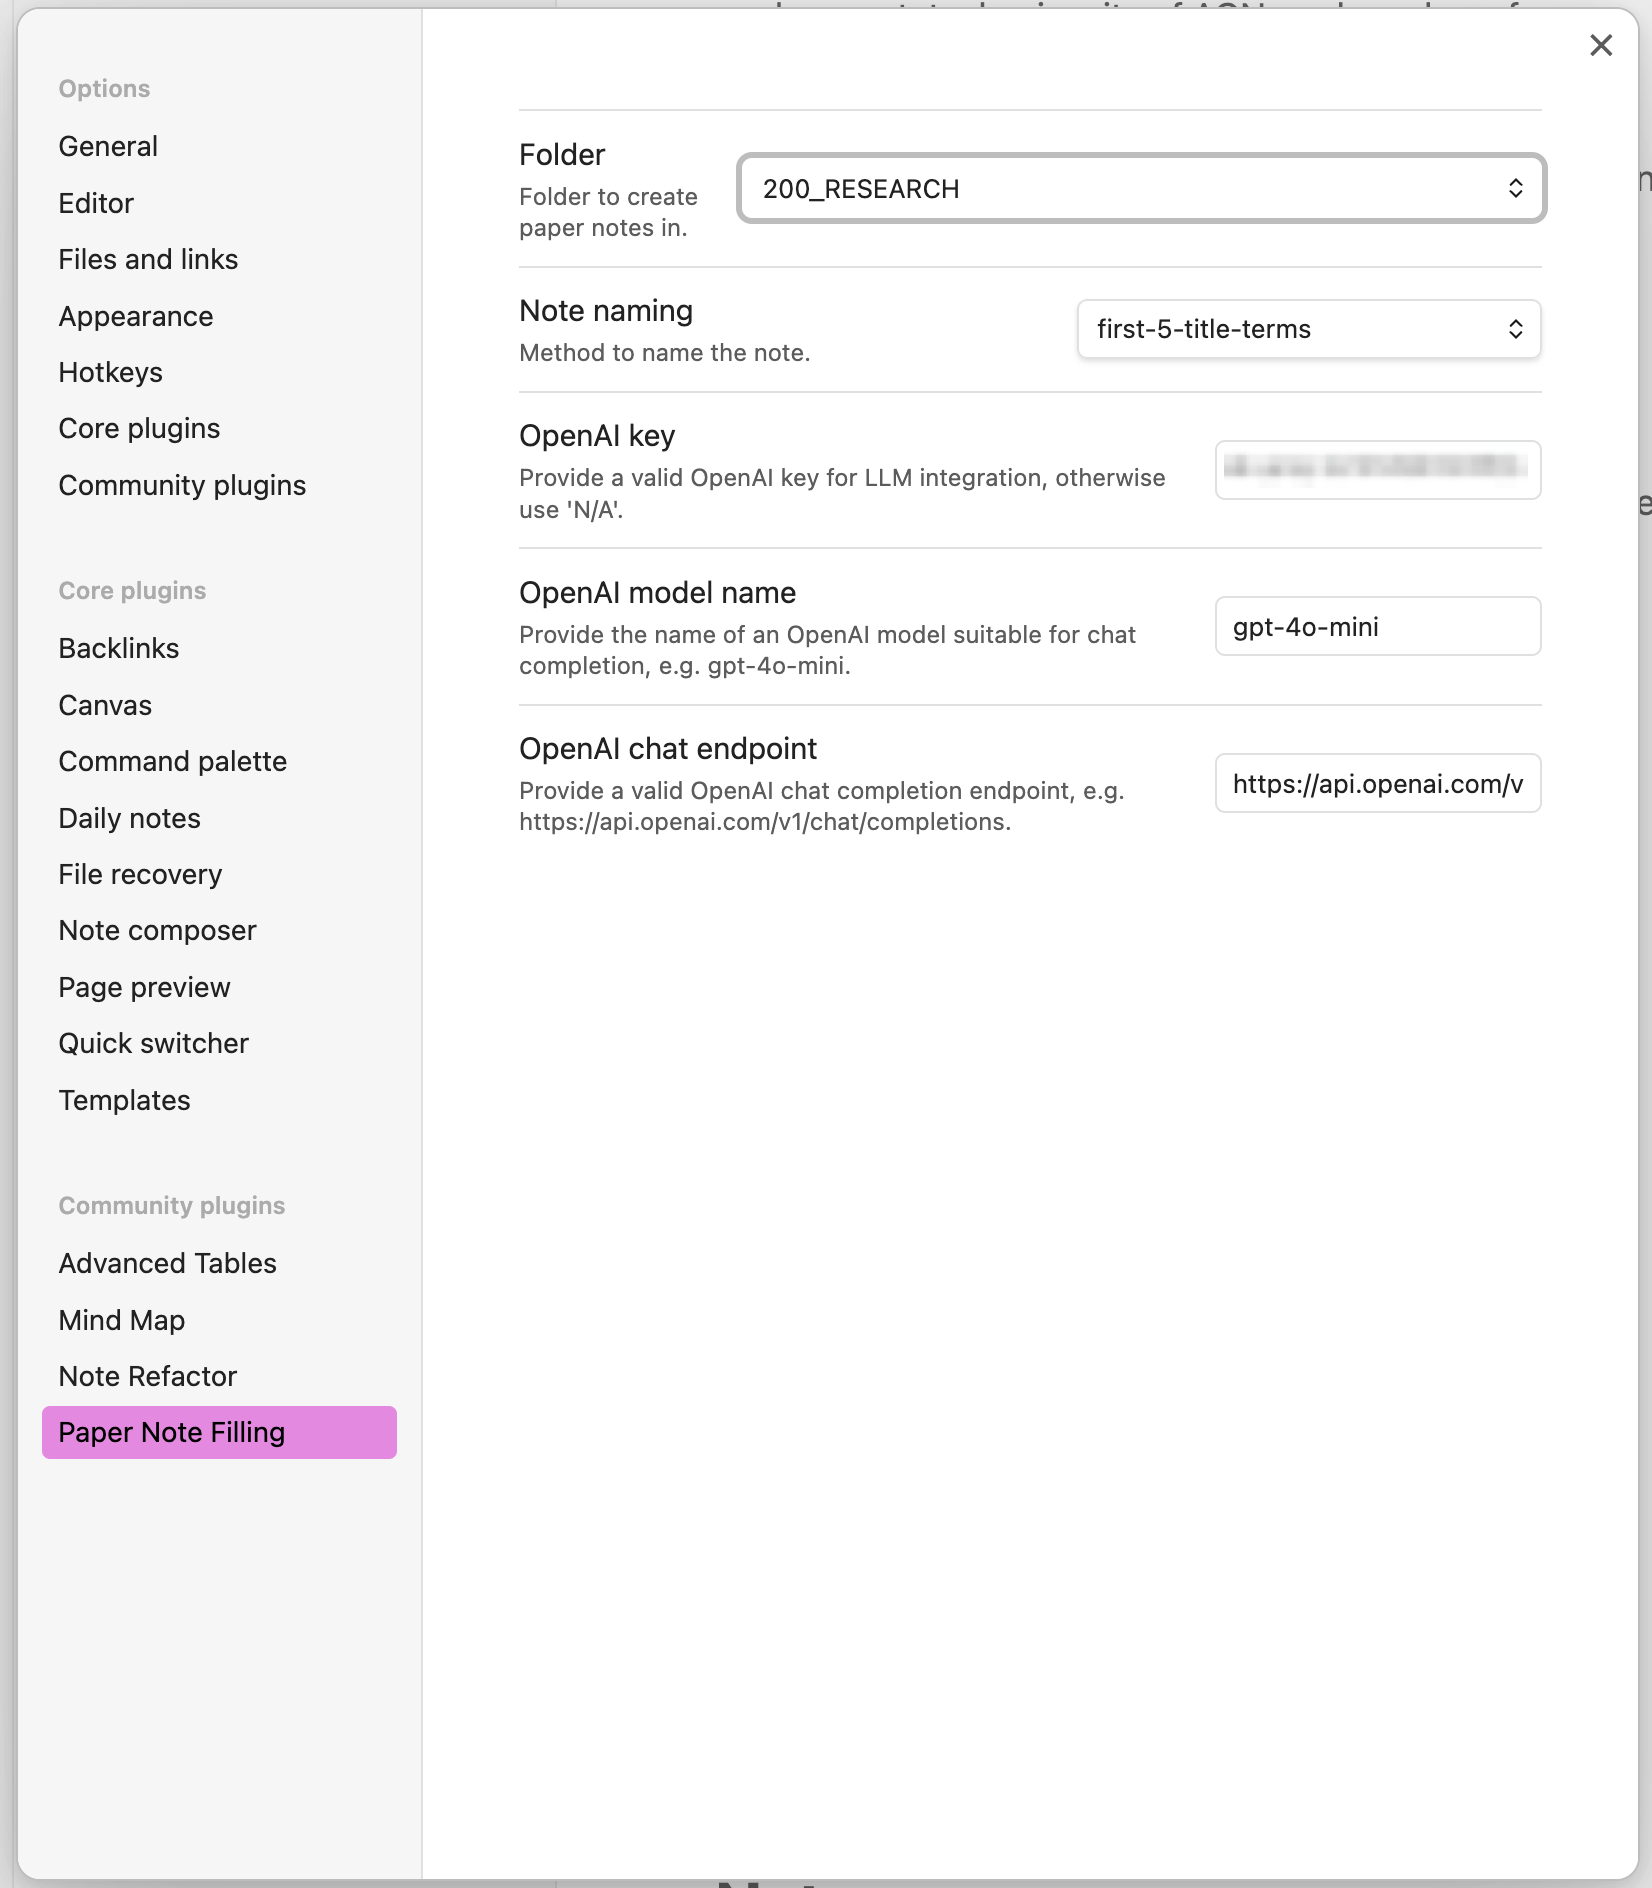 Options
General
Editor
Files and links
Appearance
Hotkeys
Core plugins
Community plugins
Core plugins
Backlinks
Canvas
Command palette
Daily notes
File recovery
Note composer
Page preview
Quick switcher
Templates
Community plugins
Advanced Tables
Mind Map
Note Refactor
Paper Note Filling
Folder
Folder to create
paper notes in.
200_RESEARCH
Note naming
Method to name the note.
first-5-title-terms
OpenAI key
Provide a valid OpenAI key for LLM integration, otherwise
use 'N/A'.
OpenAI model name
Provide the name of an OpenAI model suitable for chat
completion, e.g. gpt-4o-mini.
gpt-4o-mini
OpenAI chat endpoint
Provide a valid OpenAI chat completion endpoint, e.g.
https://api.openai.com/v1/chat/completions.
https://api.openai.com/v